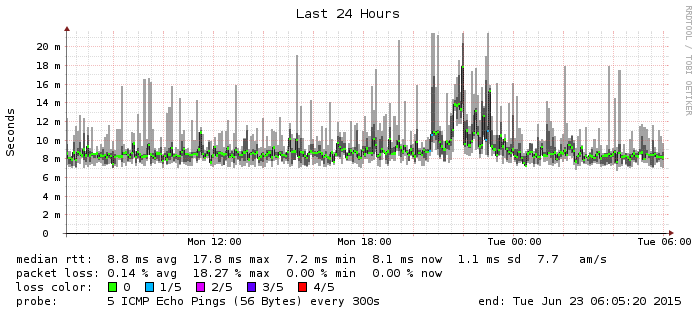 Last 24 Hours
RRDTOOL / TOBI OETIKER
Seconds
20 m
18 m
16 m
14 m
12 m
10 m
8 m
6 m
4 m
2 m
0
Mon 12:00 Mon 18:00 Tue 00:00 Tue 06:00
median rtt: 8.8 ms avg 17.8 ms max 7.2 ms min 8.1 ms now 1.1 ms sd 7.7 am/s
packet loss: 0.14 % avg 18.27 % max 0.00 % min 0.00 % now
loss color: 0 1/5 2/5 3/5 4/5
probe: 5 ICMP Echo Pings (56 Bytes) every 300s end: Tue Jun 23 06:05:20 2015